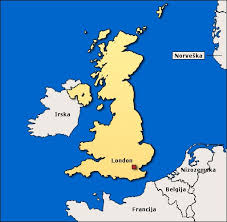 Norveška
Irska
London
Nizozemska
Belgija
Francija